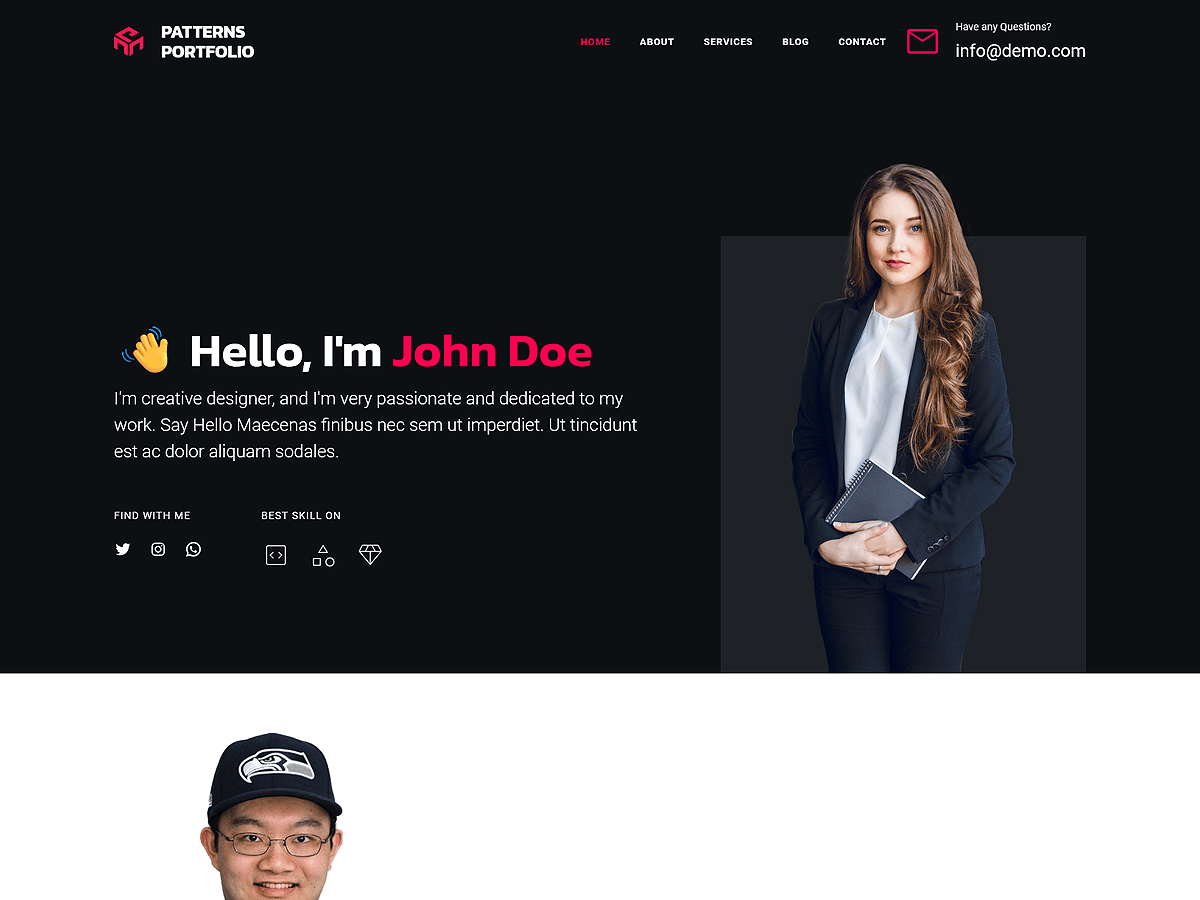 PATTERNS
PORTFOLIO
HOME ABOUT SERVICES BLOG CONTACT
Have any Questions?
info@demo.com
Hello, I'm John Doe
I'm creative designer, and I'm very passionate and dedicated to my
work. Say Hello Maecenas finibus nec sem ut imperdiet. Ut tincidunt
est ac dolor aliquam sodales.
FIND WITH ME
BEST SKILL ON